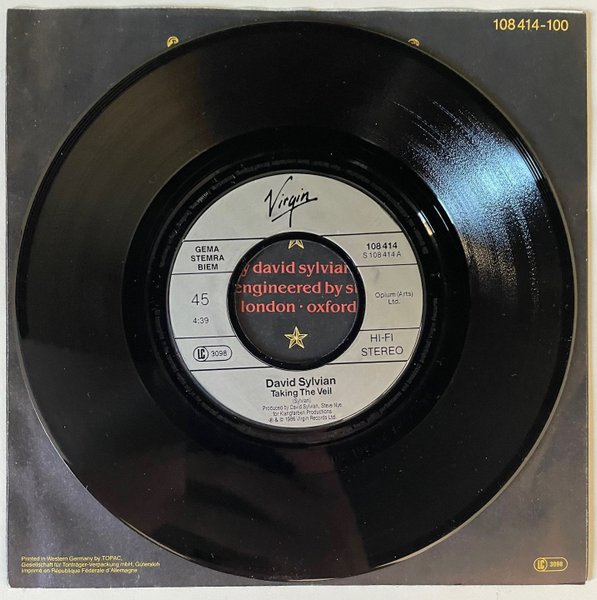 108 414-100
Virgin
GEMA
STEMRA
BIEM
108 414
S 108 414 A
y david sylvian
engineered by st
london · oxford
45
4:39
Opium (Arts)
Ltd.
LC 3098
HI-FI
STEREO
David Sylvian
Taking The Veil
(Sylvian)
Produced by David Sylvian, Steve Nye
for Klangfarben Productions
℗ & © 1986 Virgin Records Ltd.
Printed in Western Germany by TOPAC,
Gesellschaft für Tonträger-Verpackung mbH, Gütersloh
Imprimé en République Fédérale d'Allemagne
LC 3098